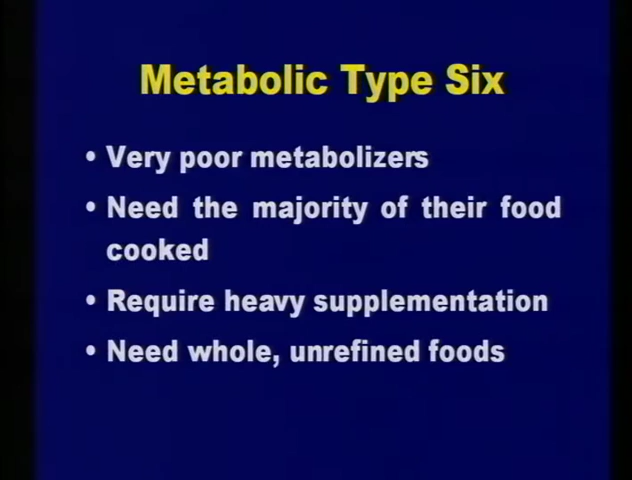 Metabolic Type Six
• Very poor metabolizers
• Need the majority of their food
cooked
• Require heavy supplementation
• Need whole, unrefined foods